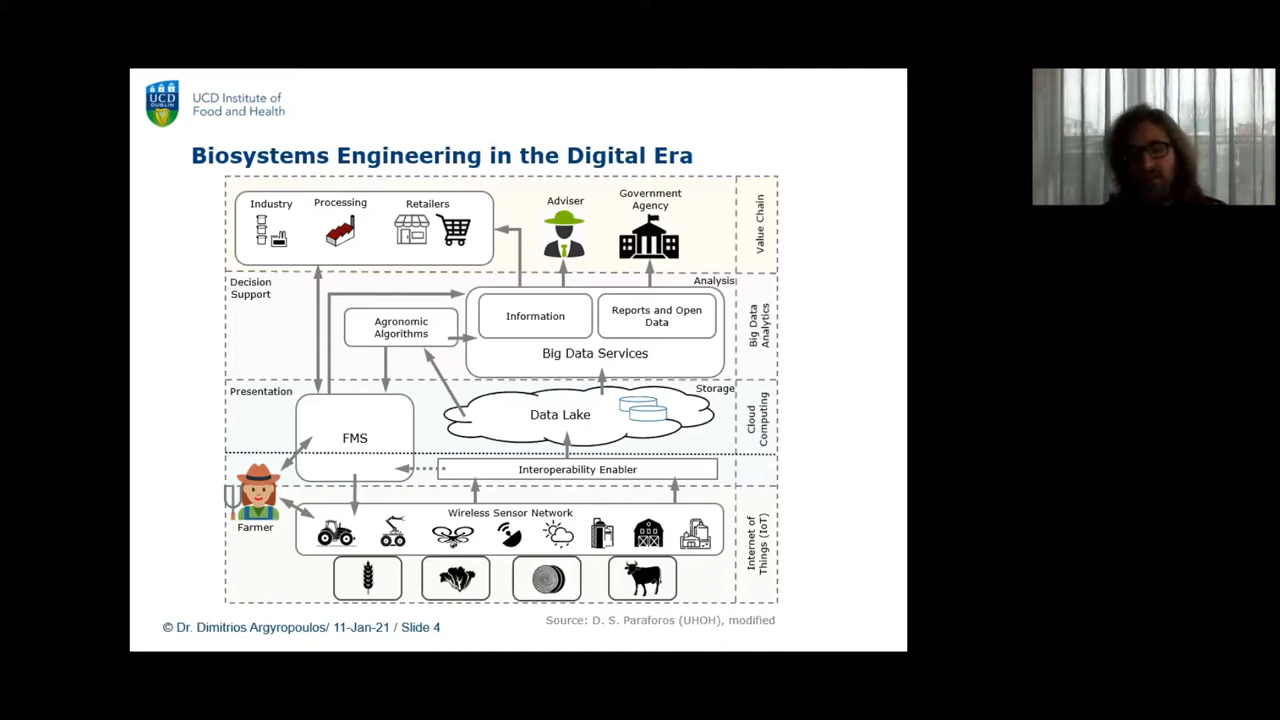 UCD
DUBLIN
UCD Institute of
Food and Health
Biosystems Engineering in the Digital Era
Industry
Processing
Retailers
Adviser
Government
Agency
Value Chain
Decision
Support
Analysis
Agronomic
Algorithms
Information
Reports and Open
Data
Big Data Services
Big Data
Analytics
Presentation
Storage
FMS
Data Lake
Cloud
Computing
Interoperability Enabler
Farmer
Wireless Sensor Network
Internet of
Things (IoT)
© Dr. Dimitrios Argyropoulos/ 11-Jan-21 / Slide 4
Source: D. S. Paraforos (UHOH), modified